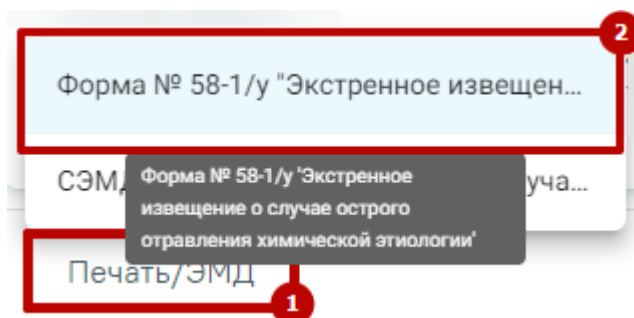 2
Форма № 58-1/у "Экстренное извещен...
СЭМД
уча...
Форма № 58-1/у 'Экстренное
извещение о случае острого
отравления химической этиологии'
Печать/ЭМД
1